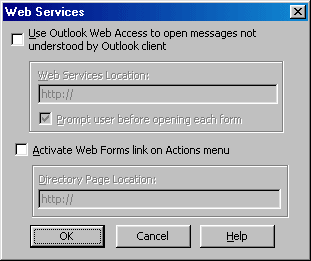 Web Services
Use Outlook Web Access to open messages not
understood by Outlook client
Web Services Location:
http://
Prompt user before opening each form
Activate Web Forms link on Actions menu
Directory Page Location:
http://
OK Cancel Help